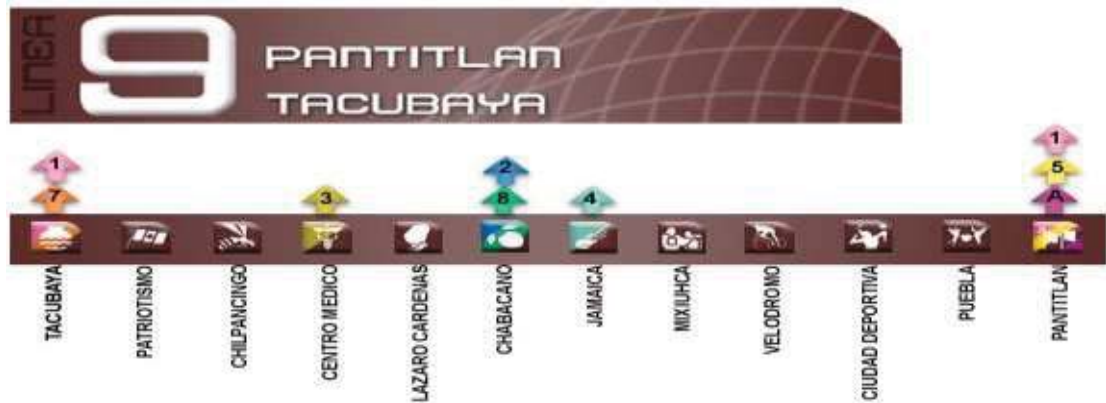 LINEA
9
PANTITLAN
TACUBAYA
1
7
3
2
8
4
1
5
A
TACUBAYA
PATRIOTISMO
CHILPANCINGO
CENTRO MEDICO
LAZARO CARDENAS
CHABACANO
JAMAICA
MIXIUHCA
VELODROMO
CIUDAD DEPORTIVA
PUEBLA
PANTITLAN